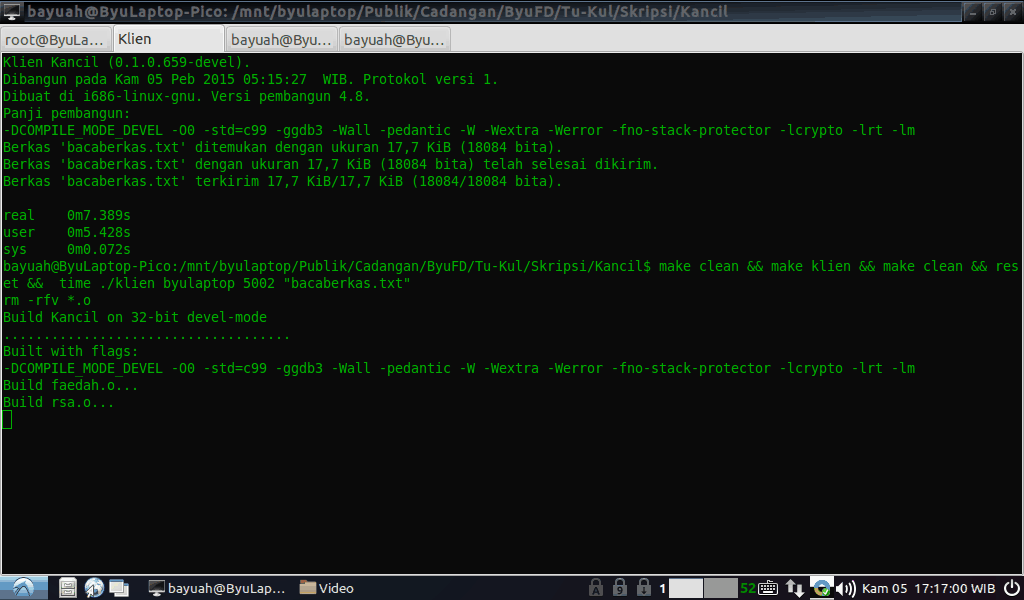 bayuah@ByuLaptop-Pico: /mnt/byulaptop/Publik/Cadangan/ByuFD/Tu-Kul/Skripsi/Kancil
root@ByuLa... Klien bayuah@Byu... bayuah@Byu...
Klien Kancil (0.1.0.659-devel).
Dibangun pada Kam 05 Peb 2015 05:15:27  WIB. Protokol versi 1.
Dibuat di i686-linux-gnu. Versi pembangun 4.8.
Panji pembangun:
-DCOMPILE_MODE_DEVEL -O0 -std=c99 -ggdb3 -Wall -pedantic -W -Wextra -Werror -fno-stack-protector -lcrypto -lrt -lm
Berkas 'bacaberkas.txt' ditemukan dengan ukuran 17,7 KiB (18084 bita).
Berkas 'bacaberkas.txt' dengan ukuran 17,7 KiB (18084 bita) telah selesai dikirim.
Berkas 'bacaberkas.txt' terkirim 17,7 KiB/17,7 KiB (18084/18084 bita).
real    0m7.389s
user    0m5.428s
sys     0m0.072s
bayuah@ByuLaptop-Pico:/mnt/byulaptop/Publik/Cadangan/ByuFD/Tu-Kul/Skripsi/Kancil$ make clean && make klien && make clean && res
et &&  time ./klien byulaptop 5002 "bacaberkas.txt"
rm -rfv *.o
Build Kancil on 32-bit devel-mode
....................................
Built with flags:
-DCOMPILE_MODE_DEVEL -O0 -std=c99 -ggdb3 -Wall -pedantic -W -Wextra -Werror -fno-stack-protector -lcrypto -lrt -lm
Build faedah.o...
Build rsa.o...
bayuah@ByuLap... Video A 9 1 52 Kam 05 17:17:00 WIB